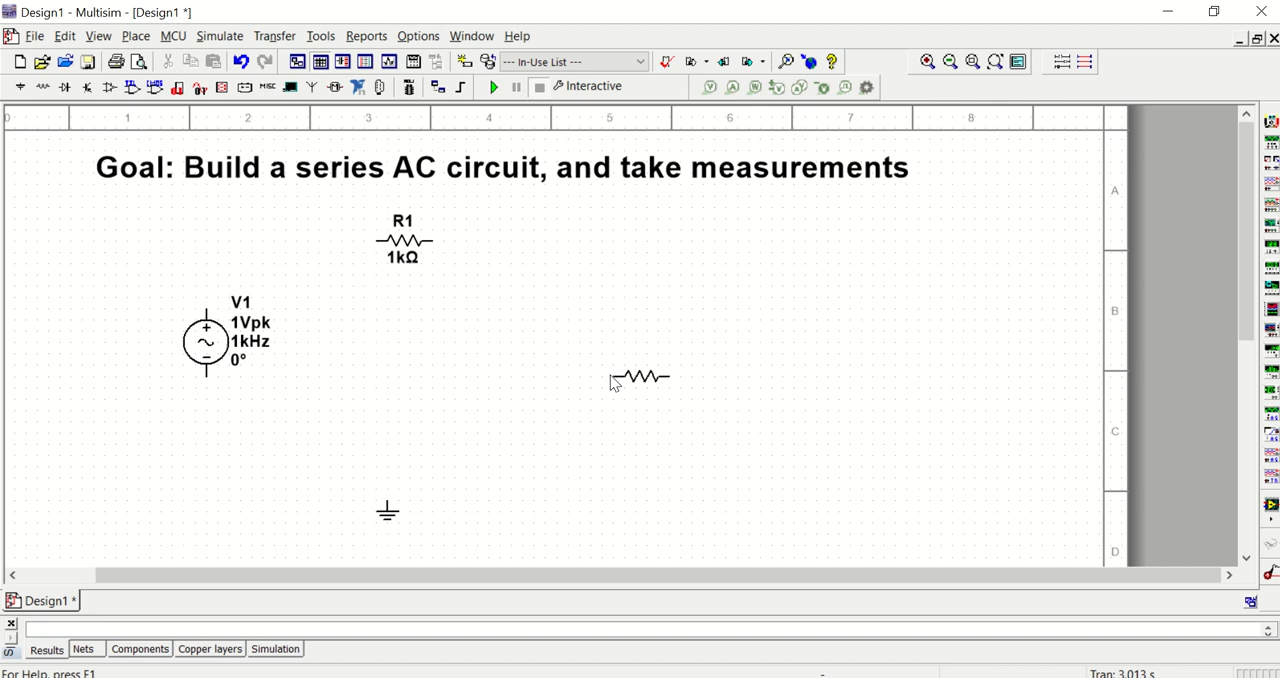 Design1 - Multisim - [Design1 *]
File Edit View Place MCU Simulate Transfer Tools Reports Options Window Help
--- In-Use List ---
MISC Interactive
0 1 2 3 4 5 6 7 8
Goal: Build a series AC circuit, and take measurements
A
R1
1kΩ
V1
1Vpk
1kHz
0°
B
C
D
Design1 *
Results Nets Components Copper layers Simulation
For Help, press F1 - Tran: 3.013 s